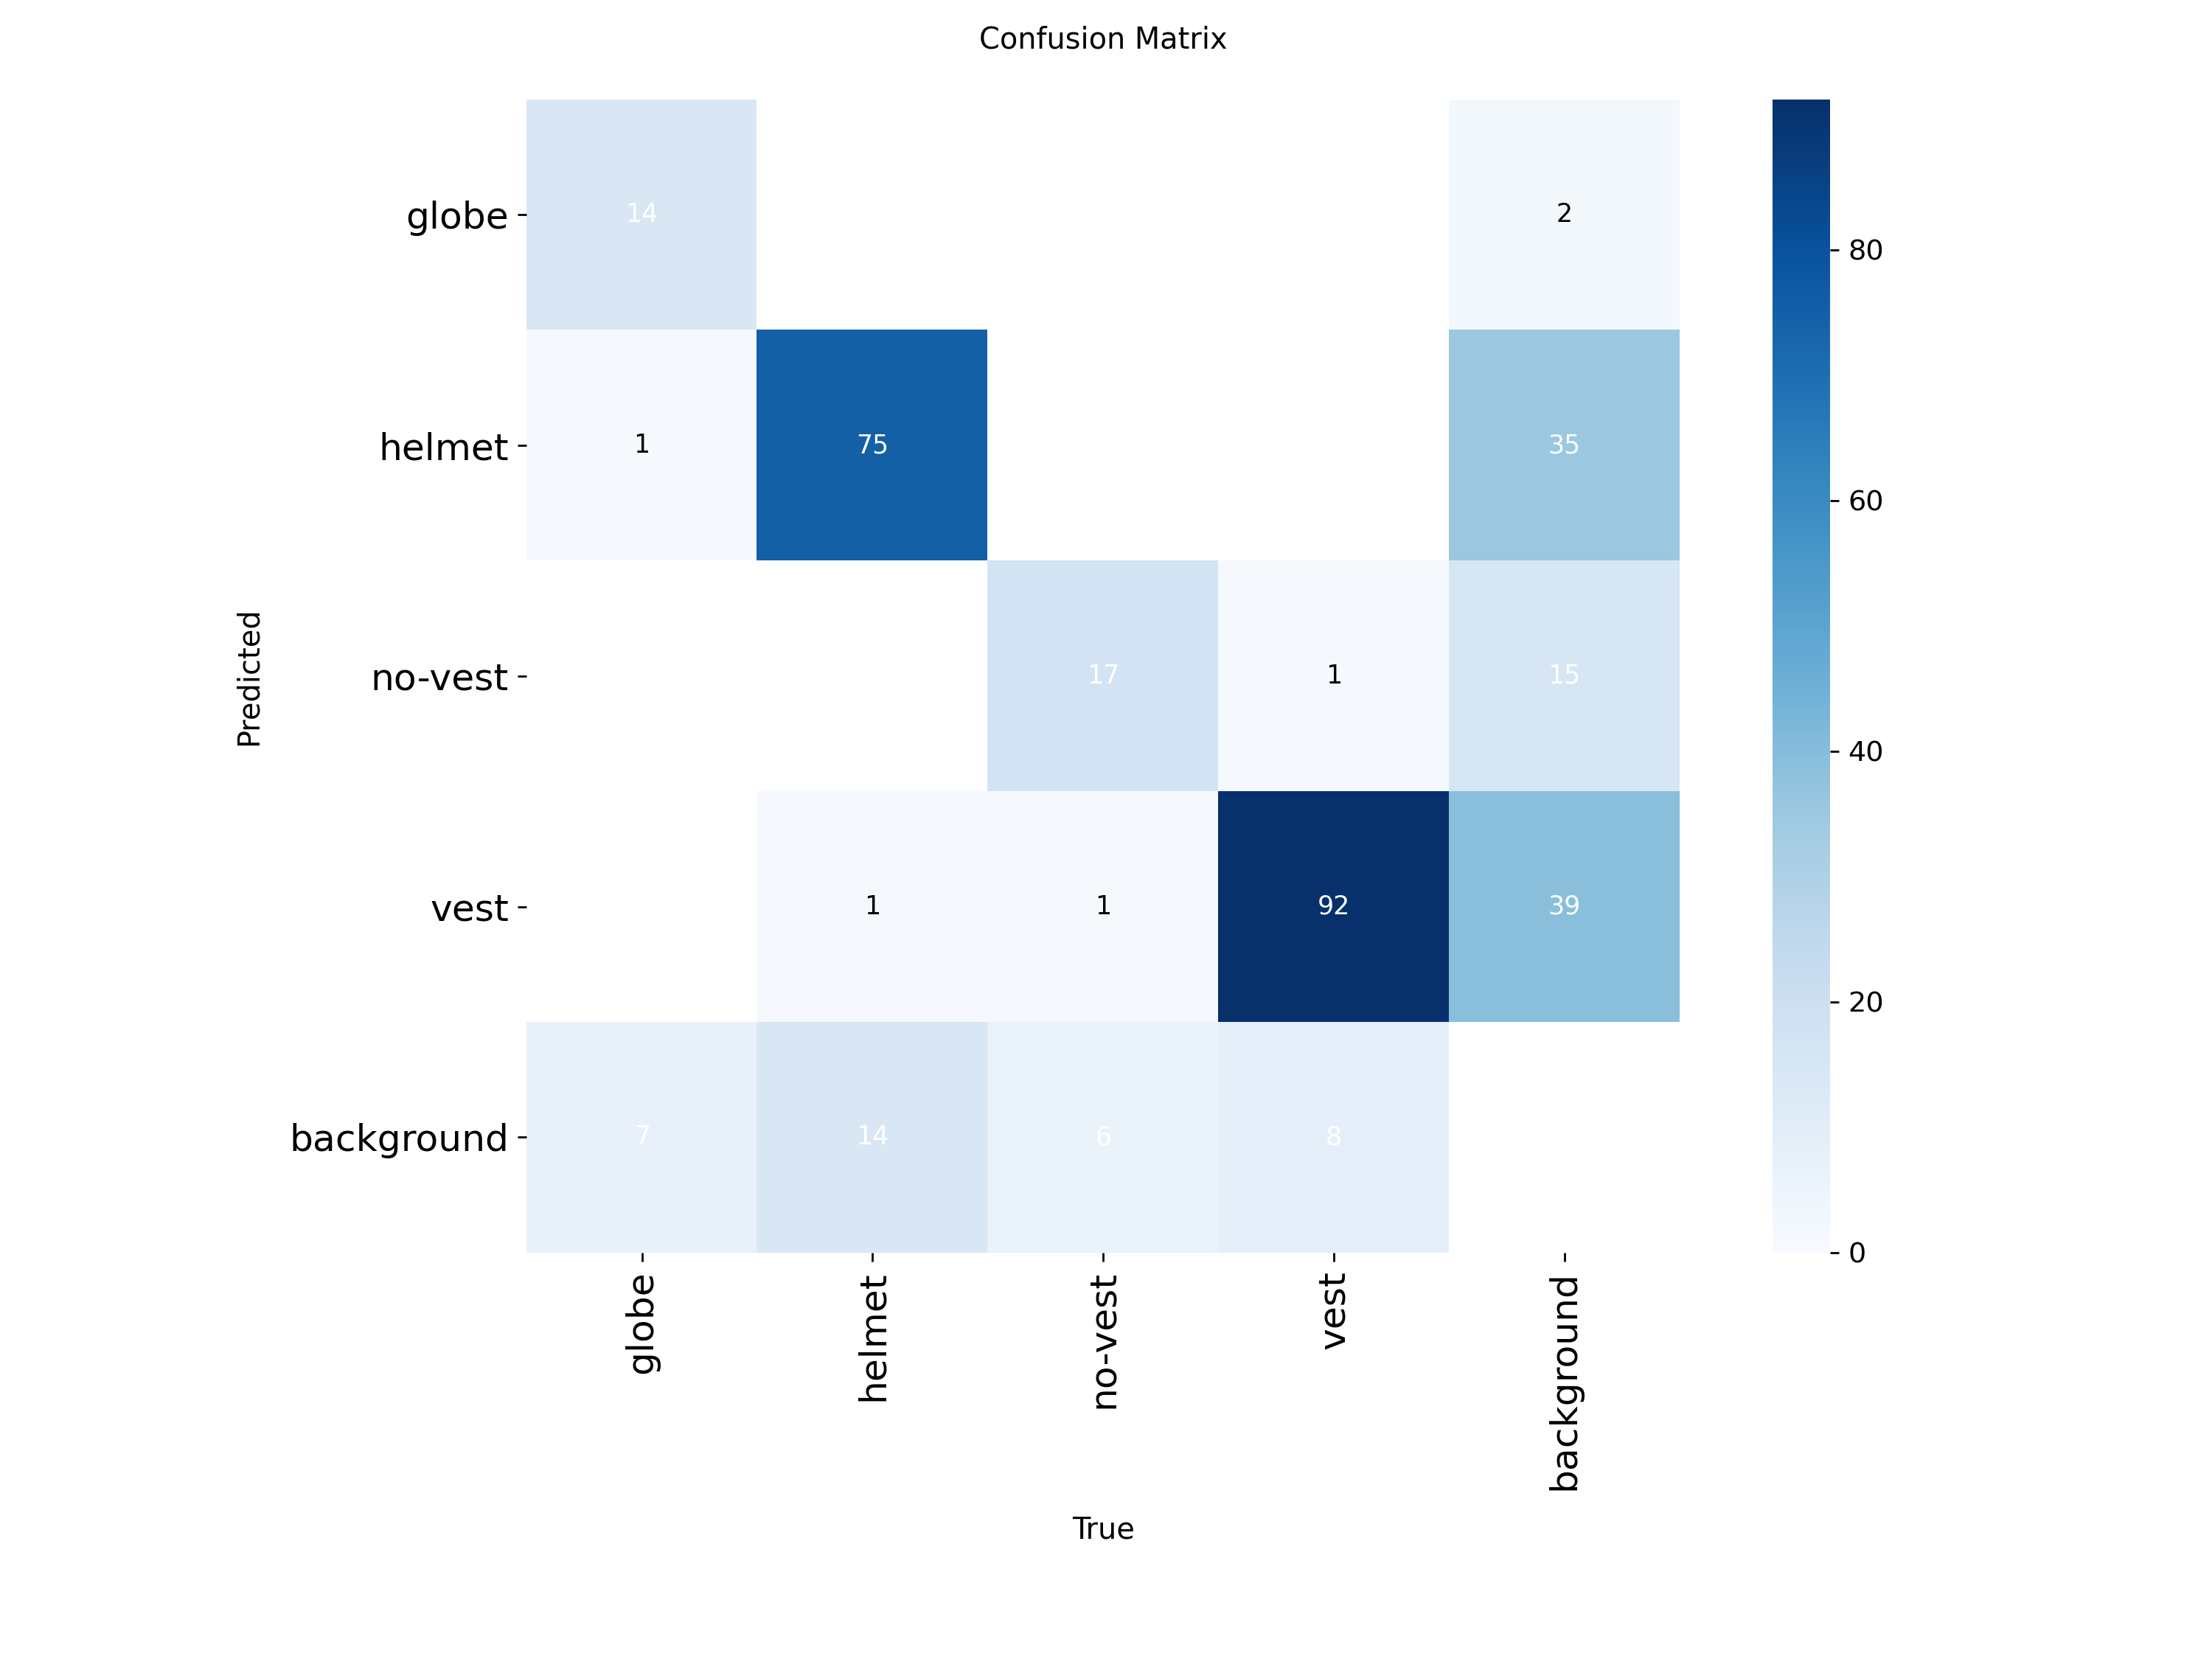 Confusion Matrix
globe
14
2
80
helmet
1
75
35
60
Predicted
no-vest
17
1
15
40
vest
1
1
92
39
20
background
7
14
6
8
0
globe
helmet
no-vest
vest
background
True